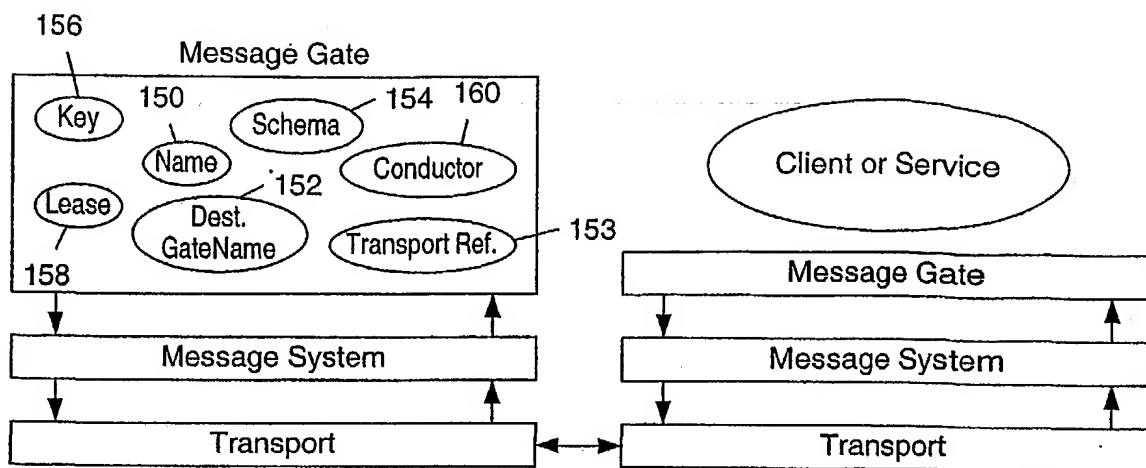 156
Message Gate
150
154
160
Key
Schema
Name
Conductor
Client or Service
152
Lease
Dest.
GateName
Transport Ref.
153
158
Message Gate
Message System
Message System
Transport
Transport